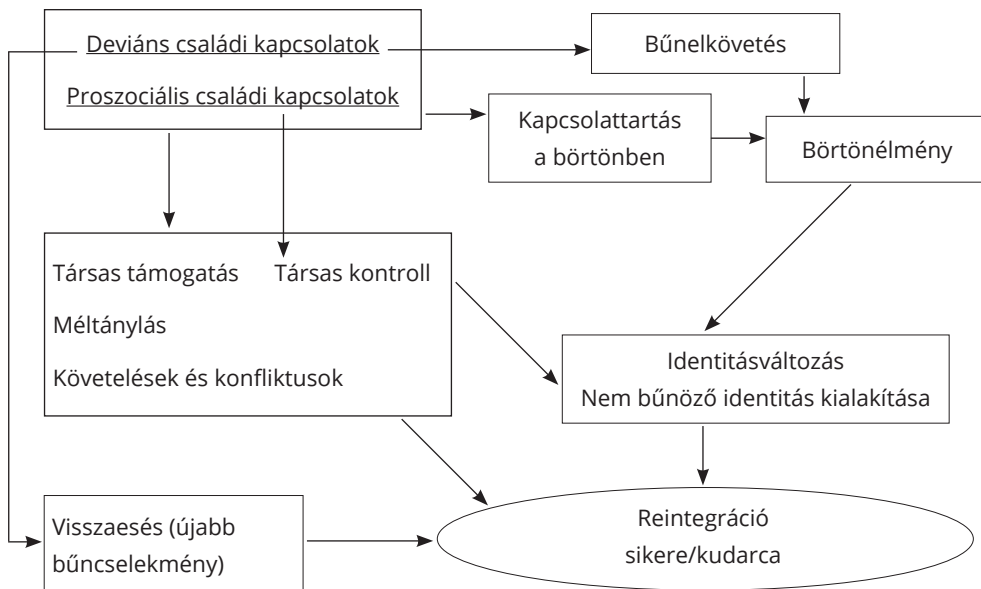 Deviáns családi kapcsolatok
Proszociális családi kapcsolatok
Bűnelkövetés
Kapcsolattartás
a börtönben
Börtönélmény
Társas támogatás
Társas kontroll
Méltánylás
Követelések és konfliktusok
Identitásváltozás
Nem bűnöző identitás kialakítása
Visszaesés (újabb
bűncselekmény)
Reintegráció
sikere/kudarca